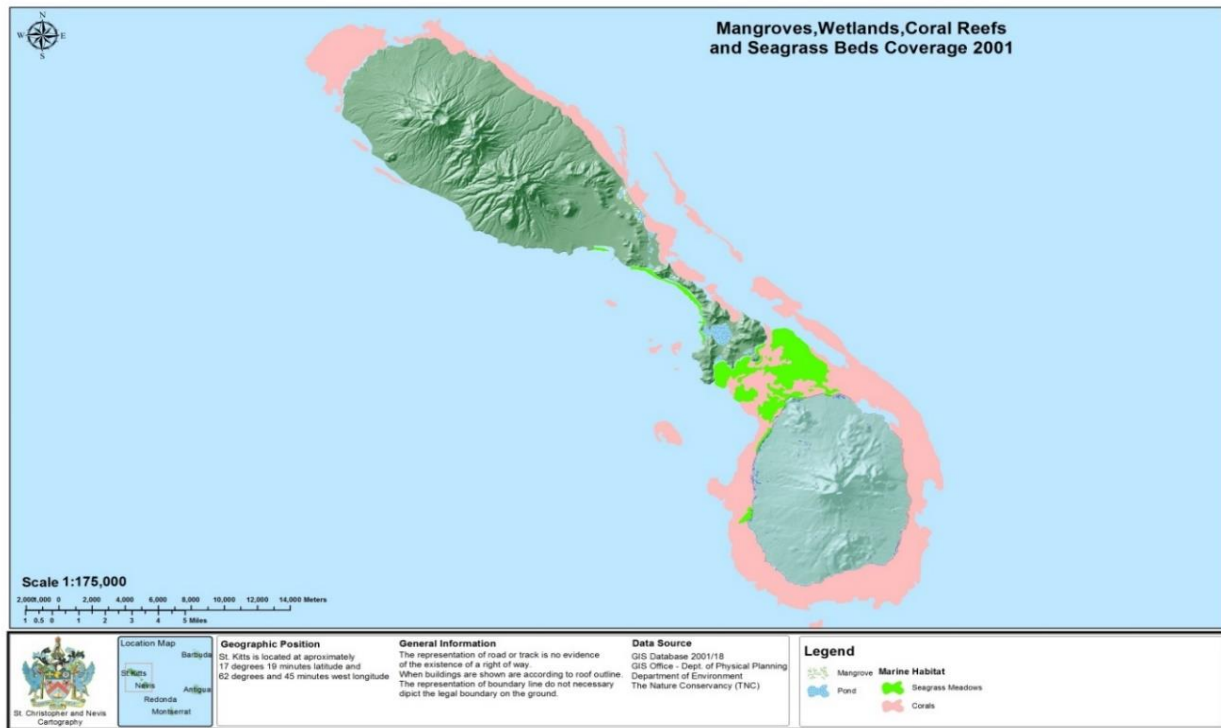 Mangroves,Wetlands,Coral Reefs
and Seagrass Beds Coverage 2001
N
W E
S
Scale 1:175,000
0 2,000 4,000 6,000 8,000 10,000 12,000 14,000 Meters
1 0.5 0 1 2 3 4 5 Miles
St. Christopher and Nevis
Cartography
Location Map
Barbuda
St Kitts
Nevis
Antigua
Redonda
Montserrat
Geographic Position
St. Kitts is located at aproximately
17 degrees 19 minutes latitude and
62 degrees and 45 minutes west longitude
General Information
The representation of road or track is no evidence
of the existence of a right of way.
When buildings are shown are according to roof outline.
The representation of boundary line do not necessary
dipict the legal boundary on the ground.
Data Source
GIS Database 2001/18
GIS Office - Dept. of Physical Planning
Department of Environment
The Nature Conservancy (TNC)
Legend
Mangrove
Pond
Marine Habitat
Seagrass Meadows
Corals